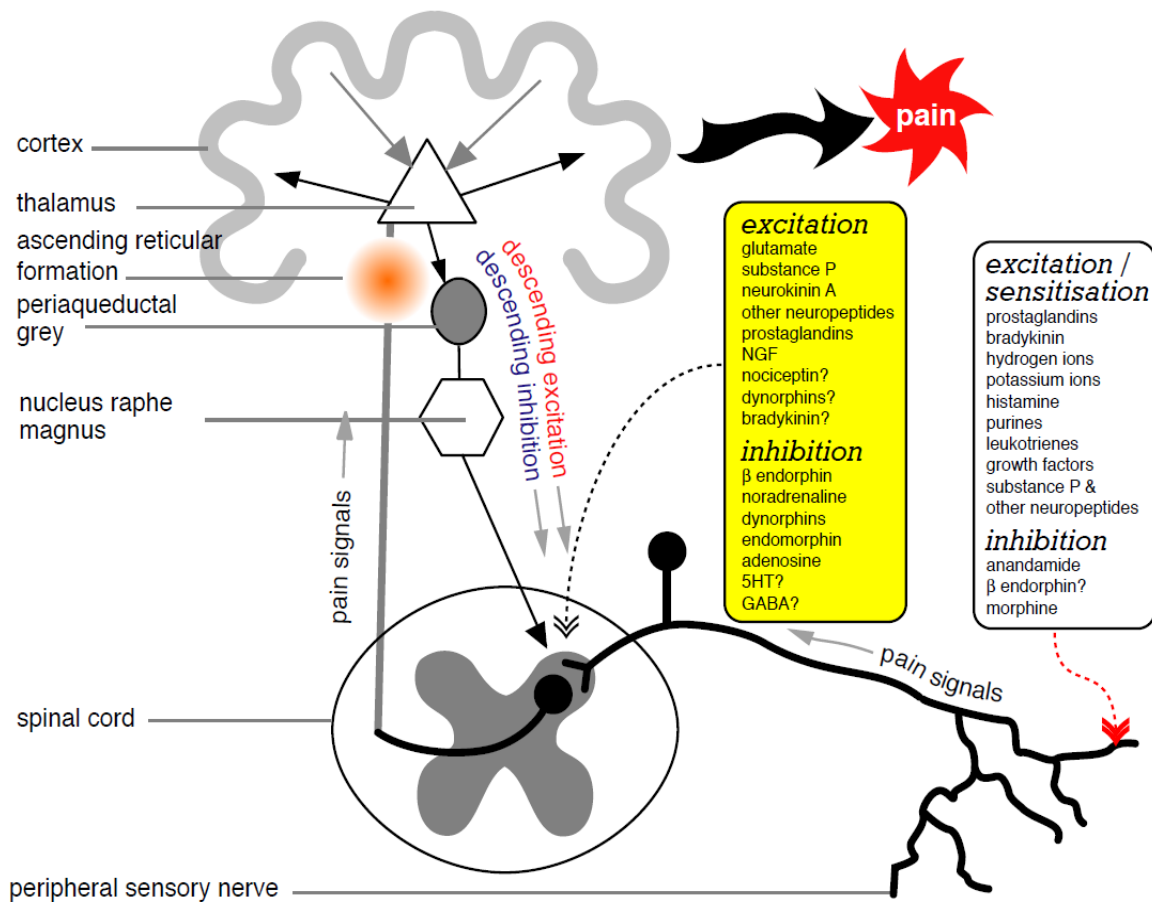 pain
cortex
thalamus
ascending reticular
formation
periaqueductal
grey
nucleus raphe
magnus
pain signals
descending excitation
descending inhibition
excitation
glutamate
substance P
neurokinin A
other neuropeptides
prostaglandins
NGF
nociceptin?
dynorphins?
bradykinin?
inhibition
β endorphin
noradrenaline
dynorphins
endomorphin
adenosine
5HT?
GABA?
excitation /
sensitisation
prostaglandins
bradykinin
hydrogen ions
potassium ions
histamine
purines
leukotrienes
growth factors
substance P &
other neuropeptides
inhibition
anandamide
β endorphin?
morphine
pain signals
spinal cord
peripheral sensory nerve